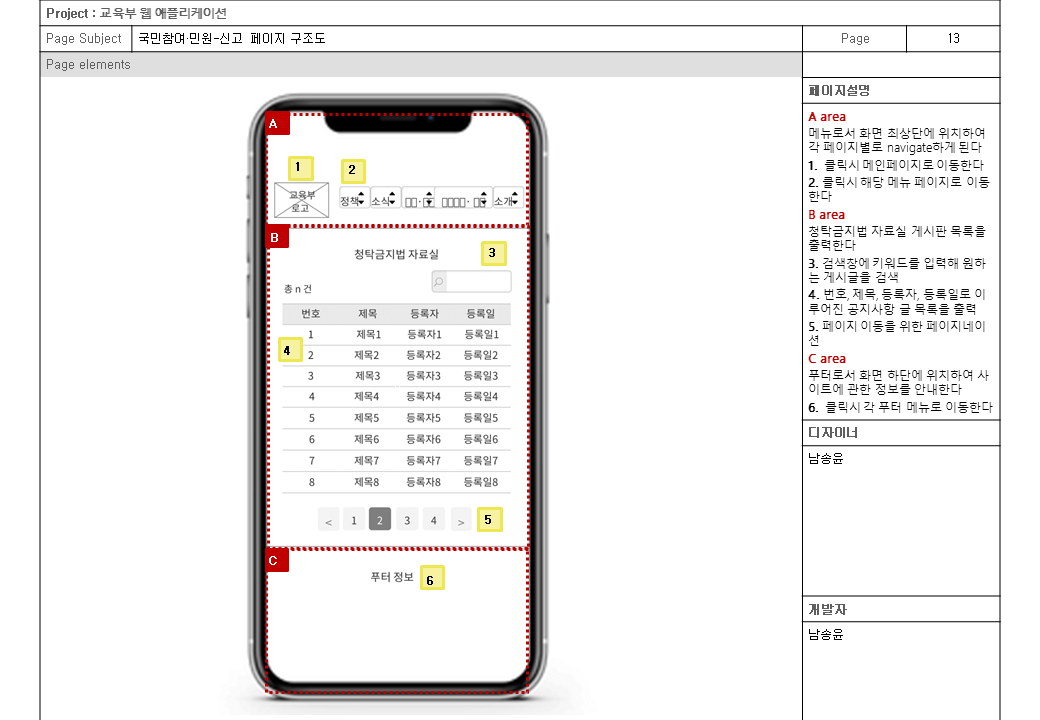 Project : 교육부 웹 애플리케이션
Page Subject 국민참여·민원-신고 페이지 구조도 Page 13
Page elements
페이지설명
A area
메뉴로서 화면 최상단에 위치하여
각 페이지별로 navigate하게 된다
1. 클릭시 메인페이지로 이동한다
2. 클릭시 해당 메뉴 페이지로 이동
한다
B area
청탁금지법 자료실 게시판 목록을
출력한다
3. 검색창에 키워드를 입력해 원하
는 게시글을 검색
4. 번호, 제목, 등록자, 등록일로 이
루어진 공지사항 글 목록을 출력
5. 페이지 이동을 위한 페이지네이
션
C area
푸터로서 화면 하단에 위치하여 사
이트에 관한 정보를 안내한다
6. 클릭시 각 푸터 메뉴로 이동한다
디자이너
남송윤
개발자
남송윤
A
1
2
교육부
로고
정책 소식 □□·□ □□□□·□□ 소개
B
청탁금지법 자료실
3
총 n 건
번호 제목 등록자 등록일
1 제목1 등록자1 등록일1
4
2 제목2 등록자2 등록일2
3 제목3 등록자3 등록일3
4 제목4 등록자4 등록일4
5 제목5 등록자5 등록일5
6 제목6 등록자6 등록일6
7 제목7 등록자7 등록일7
8 제목8 등록자8 등록일8
< 1 2 3 4 >
5
C
푸터 정보
6